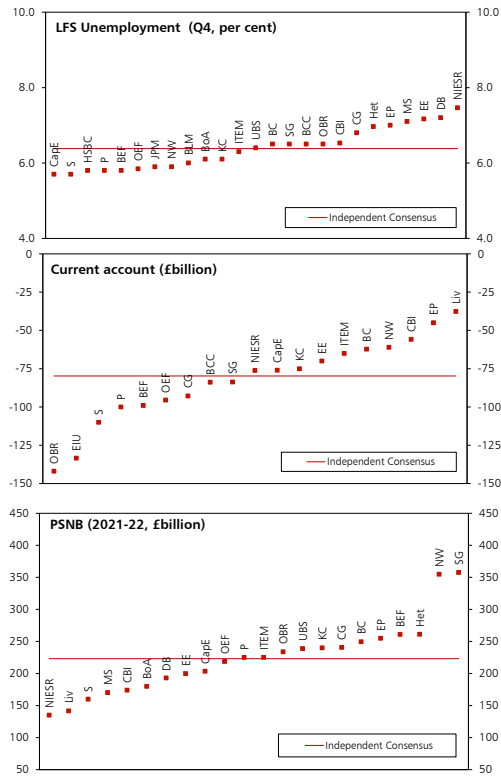 LFS Unemployment (Q4, per cent)
10.0 10.0
8.0 8.0
6.0 6.0
4.0 4.0
CapE S HSBC P BEF OEF JPM NW BLM BoA KC ITEM UBS BC SG BCC OBR CBI CG Het EP MS EE DB NIESR
Independent Consensus
Current account (£billion)
0 0
-25 -25
-50 -50
-75 -75
-100 -100
-125 -125
-150 -150
OBR EIU S P BEF OEF CG BCC SG NIESR CapE KC EE ITEM BC NW CBI EP Liv
Independent Consensus
PSNB (2021-22, £billion)
450 450
400 400
350 350
300 300
250 250
200 200
150 150
100 100
50 50
NIESR Liv S MS CBI BoA DB EE CapE OEF P ITEM OBR UBS KC CG BC EP BEF Het NW SG
Independent Consensus